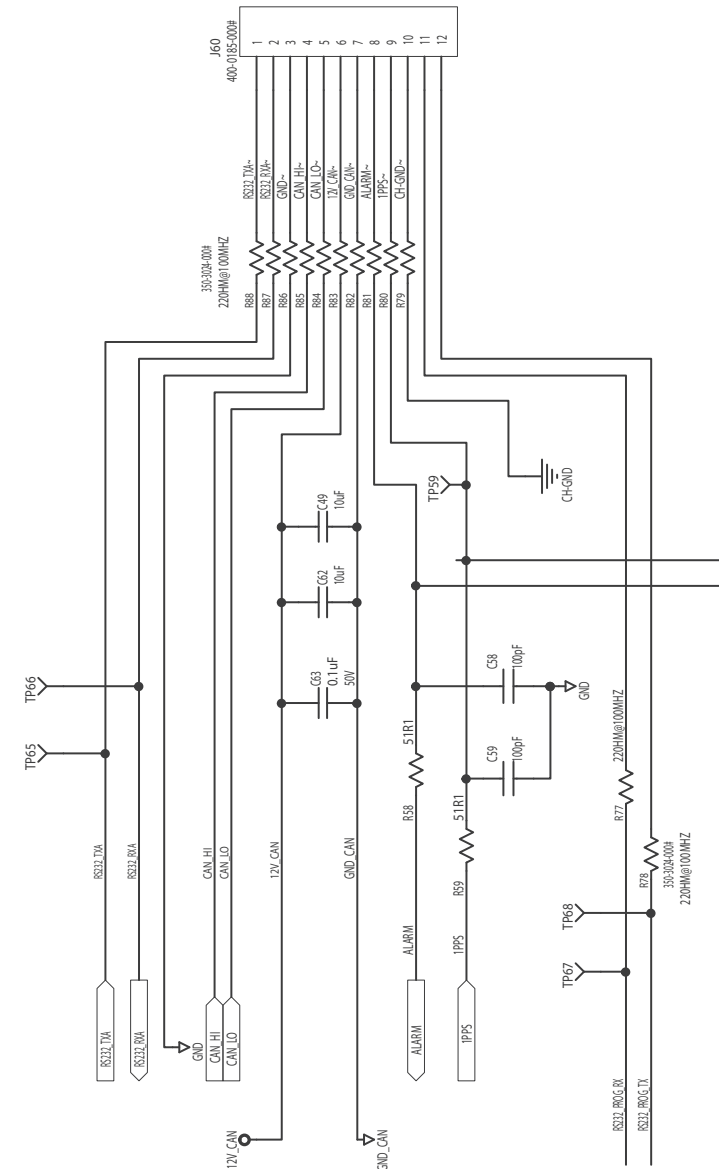 J60
400-0185-000#
1
2
3
4
5
6
7
8
9
10
11
12
RS232_TXA~
RS232_RXA~
GND~
CAN_HI~
CAN_LO~
12V_CAN~
GND_CAN~
ALARM~
1PPS~
CH-GND~
350-3024-000#
220HM@100MHZ
R88
R87
R86
R85
R84
R83
R82
R81
R80
R79
TP59
CH-GND
C49
10uF
C62
10uF
C63
0.1uF
50V
TP66
TP65
C58
100pF
GND
C59
100pF
51R1
R58
51R1
R59
220HM@100MHZ
R77
R78
350-3024-000#
220HM@100MHZ
RS232_TXA
RS232_RXA
CAN_HI
CAN_LO
12V_CAN
GND_CAN
ALARM
1PPS
TP68
TP67
RS232_TXA
RS232_RXA
GND
CAN_HI
CAN_LO
ALARM
1PPS
12V_CAN
GND_CAN
RS232_PROG_RX
RS232_PROG_TX